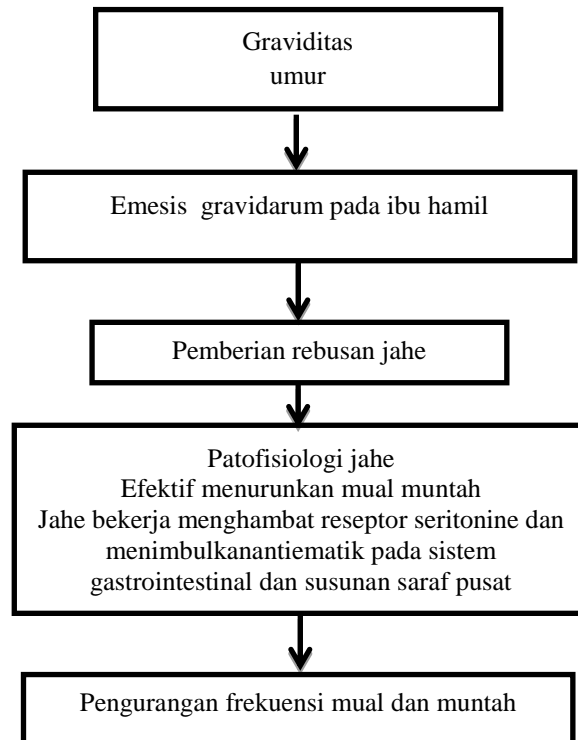 Graviditas
umur
Emesis gravidarum pada ibu hamil
Pemberian rebusan jahe
Patofisiologi jahe
Efektif menurunkan mual muntah
Jahe bekerja menghambat reseptor seritonine dan
menimbulkanantiematik pada sistem
gastrointestinal dan susunan saraf pusat
Pengurangan frekuensi mual dan muntah